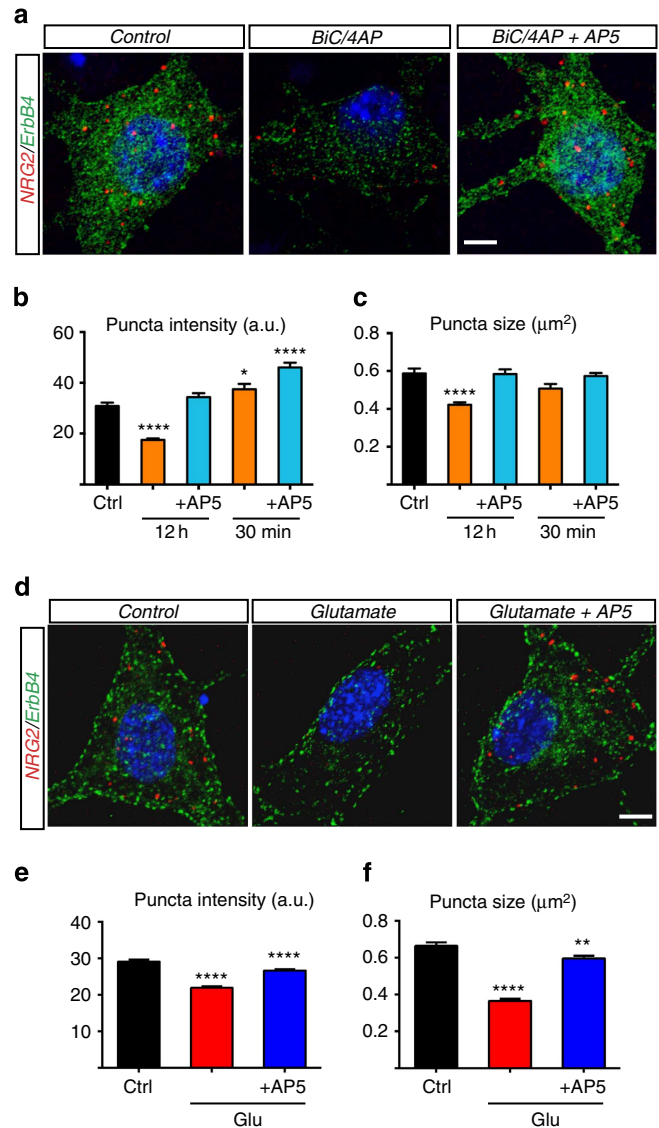 a
Control
BiC/4AP
BiC/4AP + AP5
NRG2/ErbB4
b
Puncta intensity (a.u.)
60
40
20
****
*
****
Ctrl
+AP5
+AP5
12 h
30 min
c
Puncta size (μm²)
0.8
0.6
0.4
0.2
****
Ctrl
+AP5
+AP5
12 h
30 min
d
Control
Glutamate
Glutamate + AP5
NRG2/ErbB4
e
Puncta intensity (a.u.)
40
30
20
10
****
****
Ctrl
+AP5
Glu
f
Puncta size (μm²)
0.8
0.6
0.4
0.2
****
**
Ctrl
+AP5
Glu